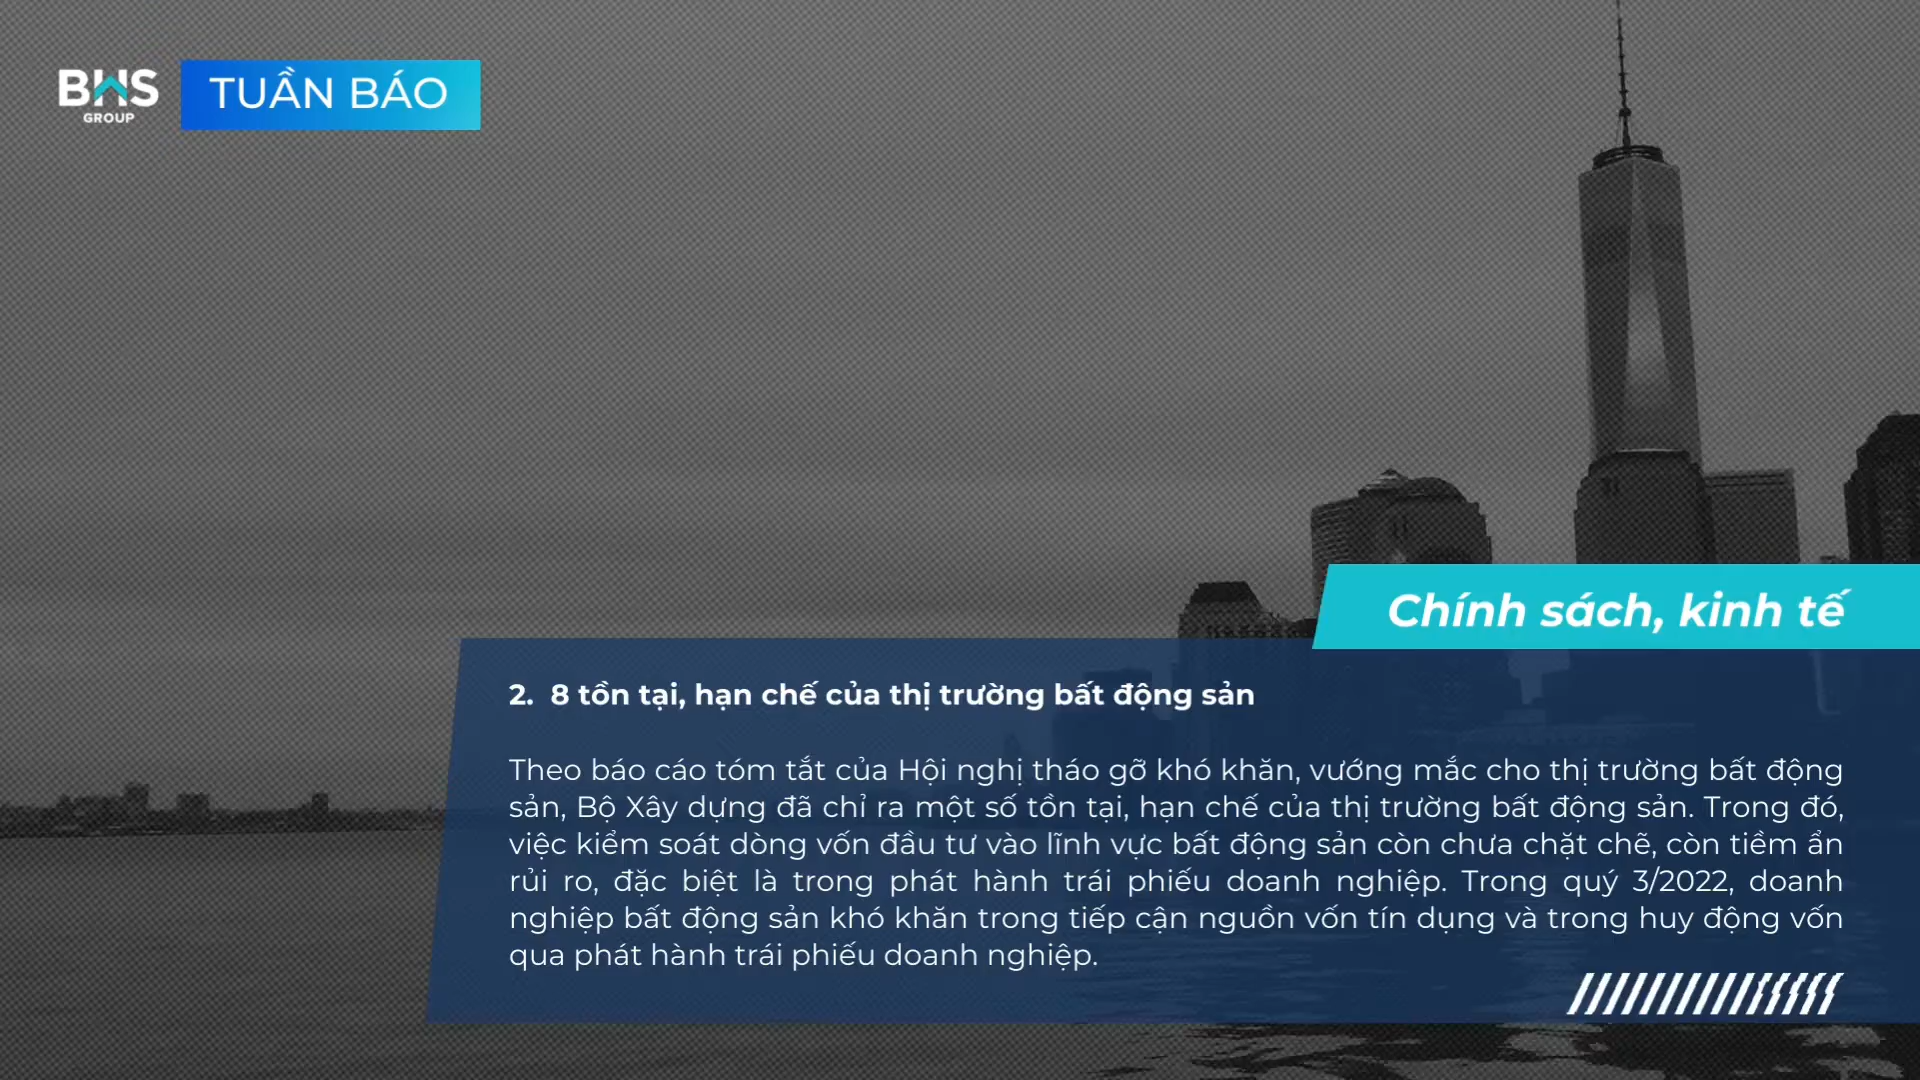 BHS
GROUP
TUẦN BÁO
Chính sách, kinh tế
2. 8 tồn tại, hạn chế của thị trường bất động sản
Theo báo cáo tóm tắt của Hội nghị tháo gỡ khó khăn, vướng mắc cho thị trường bất động
sản, Bộ Xây dựng đã chỉ ra một số tồn tại, hạn chế của thị trường bất động sản. Trong đó,
việc kiểm soát dòng vốn đầu tư vào lĩnh vực bất động sản còn chưa chặt chẽ, còn tiềm ẩn
rủi ro, đặc biệt là trong phát hành trái phiếu doanh nghiệp. Trong quý 3/2022, doanh
nghiệp bất động sản khó khăn trong tiếp cận nguồn vốn tín dụng và trong huy động vốn
qua phát hành trái phiếu doanh nghiệp.